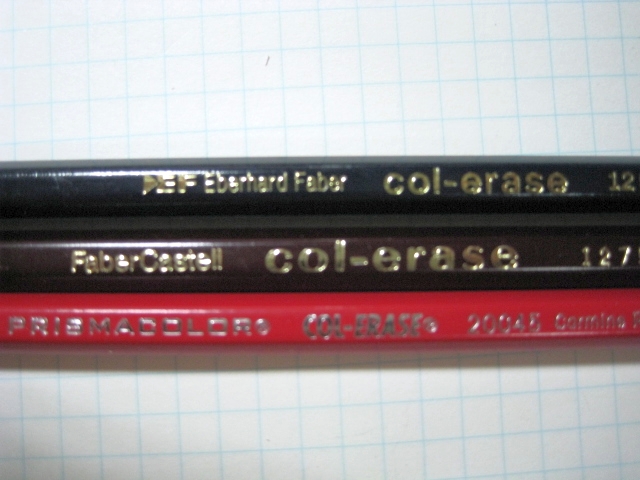 EF Eberhard Faber col-erase 12
FaberCastell col-erase 127
PRISMACOLOR® COL-ERASE® 20045 Carmine